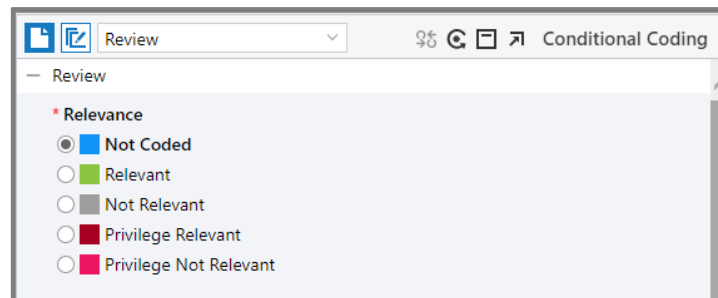 Review
Conditional Coding
Review
* Relevance
Not Coded
Relevant
Not Relevant
Privilege Relevant
Privilege Not Relevant